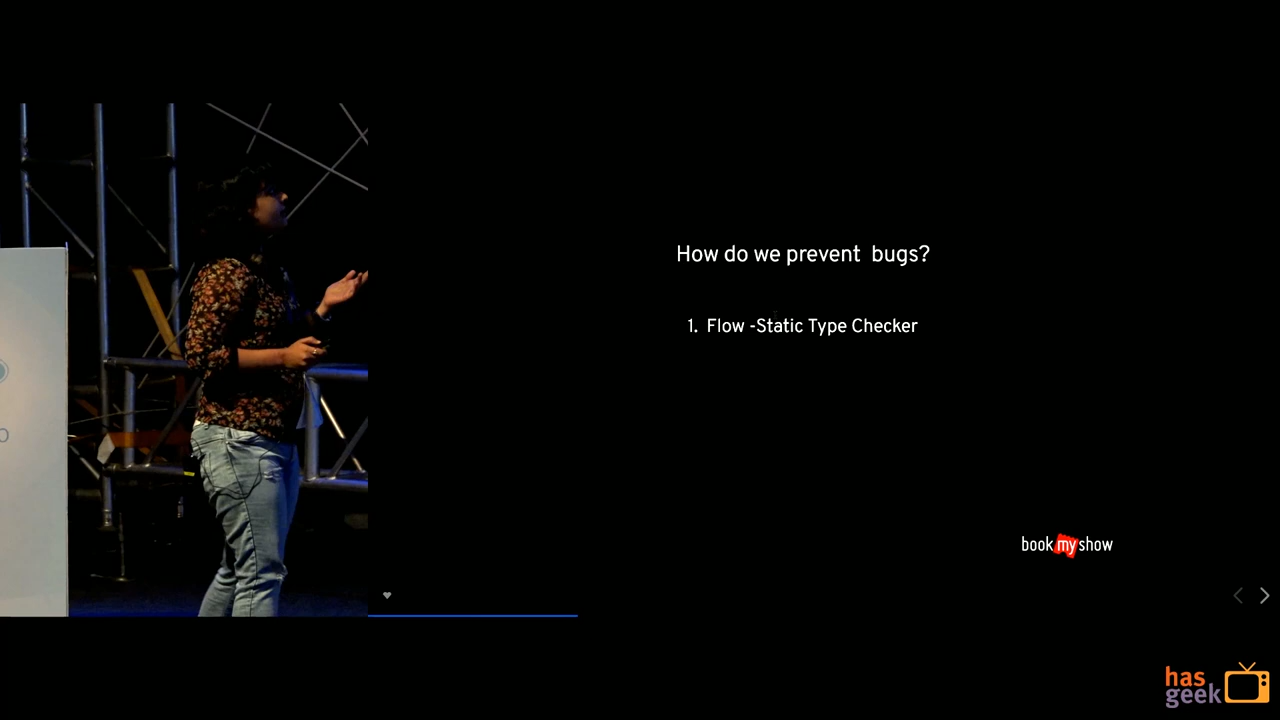 How do we prevent bugs?
1. Flow -Static Type Checker
book my show
has
geek